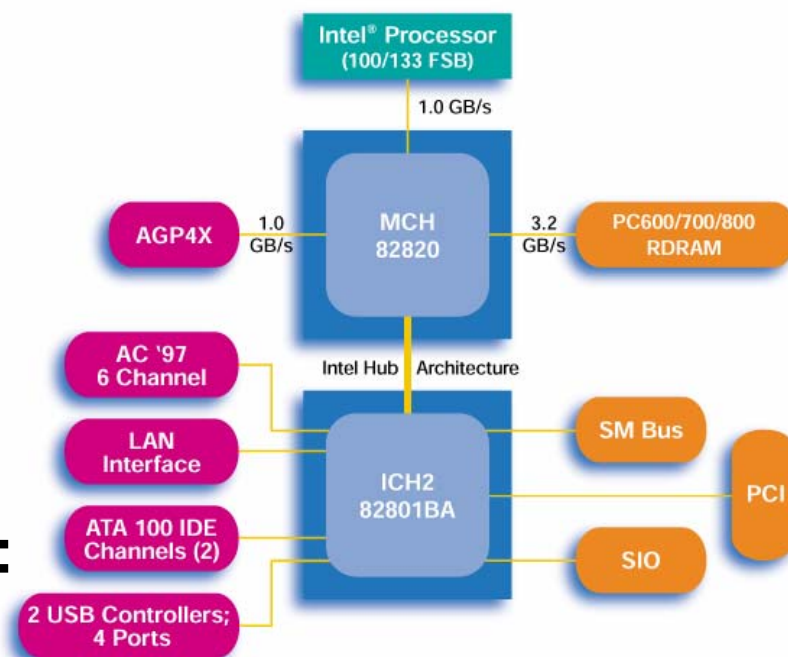 Intel® Processor
(100/133 FSB)
1.0 GB/s
MCH
82820
AGP4X
1.0
GB/s
3.2
GB/s
PC600/700/800
RDRAM
Intel Hub Architecture
AC '97
6 Channel
LAN
Interface
ATA 100 IDE
Channels (2)
2 USB Controllers;
4 Ports
ICH2
82801BA
SM Bus
PCI
SIO
: